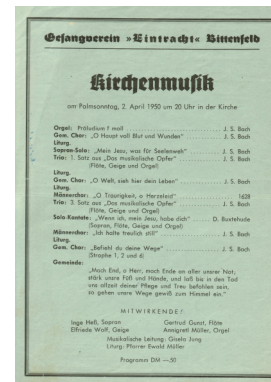 Gesangverein »Eintracht« Bittenfeld
Kirchenmusik
am Palmsonntag, 2. April 1950 um 20 Uhr in der Kirche
Orgel: Präludium f moll J. S. Bach
Gem. Chor: „O Haupt voll Blut und Wunden" J. S. Bach
Liturg.
Sopran-Solo: „Mein Jesu, was für Seelenweh" J. S. Bach
Trio: 1. Satz aus „Das musikalische Opfer" J. S. Bach
(Flöte, Geige und Orgel)
Liturg.
Gem. Chor: „O Welt, sieh hier dein Leben" J. S. Bach
Liturg.
Männerchor: „O Traurigkeit, o Herzeleid" 1628
Trio: 3. Satz aus „Das musikalische Opfer" J. S. Bach
(Flöte, Geige und Orgel)
Solo-Kantate: „Wenn ich, mein Jesu, habe dich" D. Buxtehude
(Sopran, Flöte, Geige und Orgel)
Männerchor: „Ich halte treulich still" J. S. Bach
Liturg.
Gem. Chor: „Befiehl du deine Wege" J. S. Bach
(Strophe 1, 2 und 6)
Gemeinde:
„Mach End, o Herr, mach Ende an aller unsrer Not,
stärk unsre Füß und Hände, und laß bis in den Tod
uns allzeit deiner Pflege und Treu befohlen sein,
so gehen unsre Wege gewiß zum Himmel ein."
MITWIRKENDE:
Inge Heß, Sopran Gertrud Gunst, Flöte
Elfriede Wolf, Geige Annigrett Müller, Orgel
Musikalische Leitung: Gisela Jung
Liturg: Pfarrer Ewald Müller
Programm DM —.50